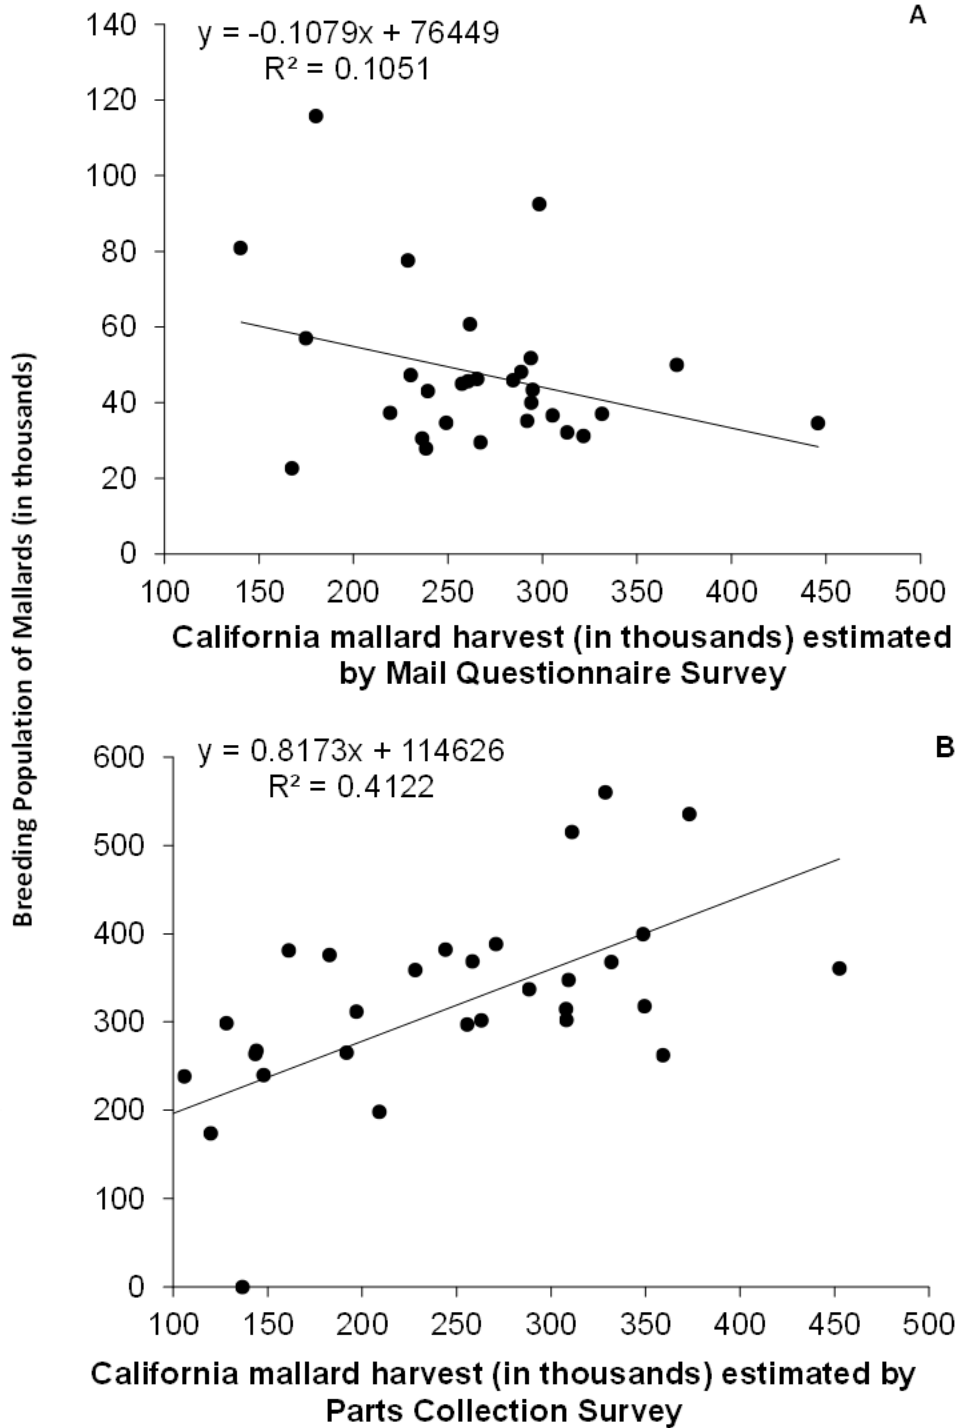 A
y = -0.1079x + 76449
R² = 0.1051
140
120
100
80
60
40
20
0
100 150 200 250 300 350 400 450 500
California mallard harvest (in thousands) estimated
by Mail Questionnaire Survey
Breeding Population of Mallards (in thousands)
B
y = 0.8173x + 114626
R² = 0.4122
600
500
400
300
200
100
0
100 150 200 250 300 350 400 450 500
California mallard harvest (in thousands) estimated by
Parts Collection Survey